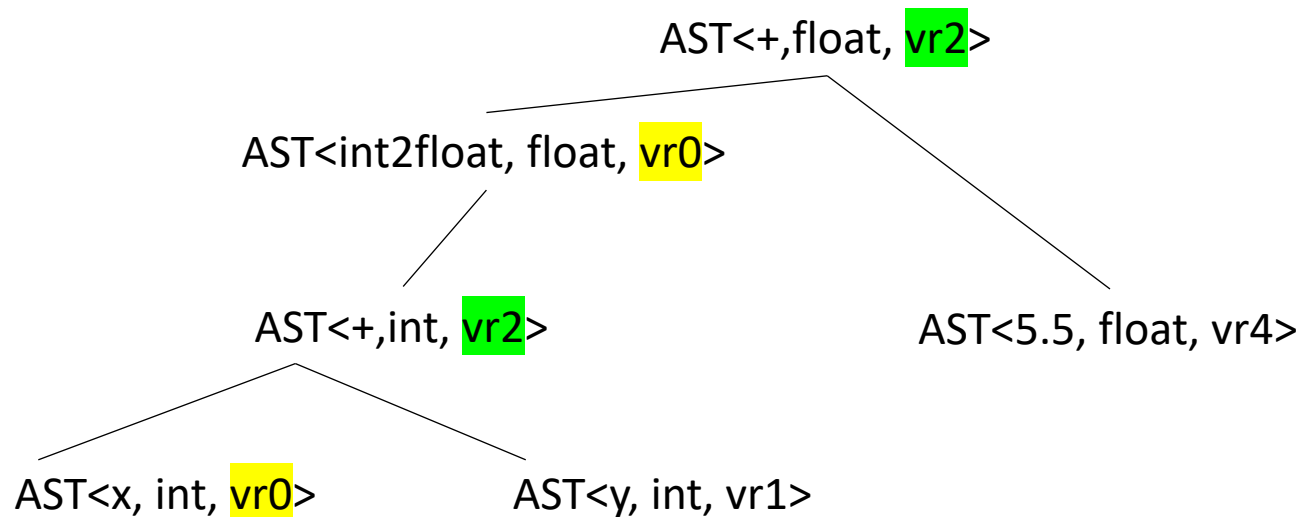 AST<+,float, vr2>
AST<int2float, float, vr0>
AST<+,int, vr2>
AST<5.5, float, vr4>
AST<x, int, vr0>
AST<y, int, vr1>